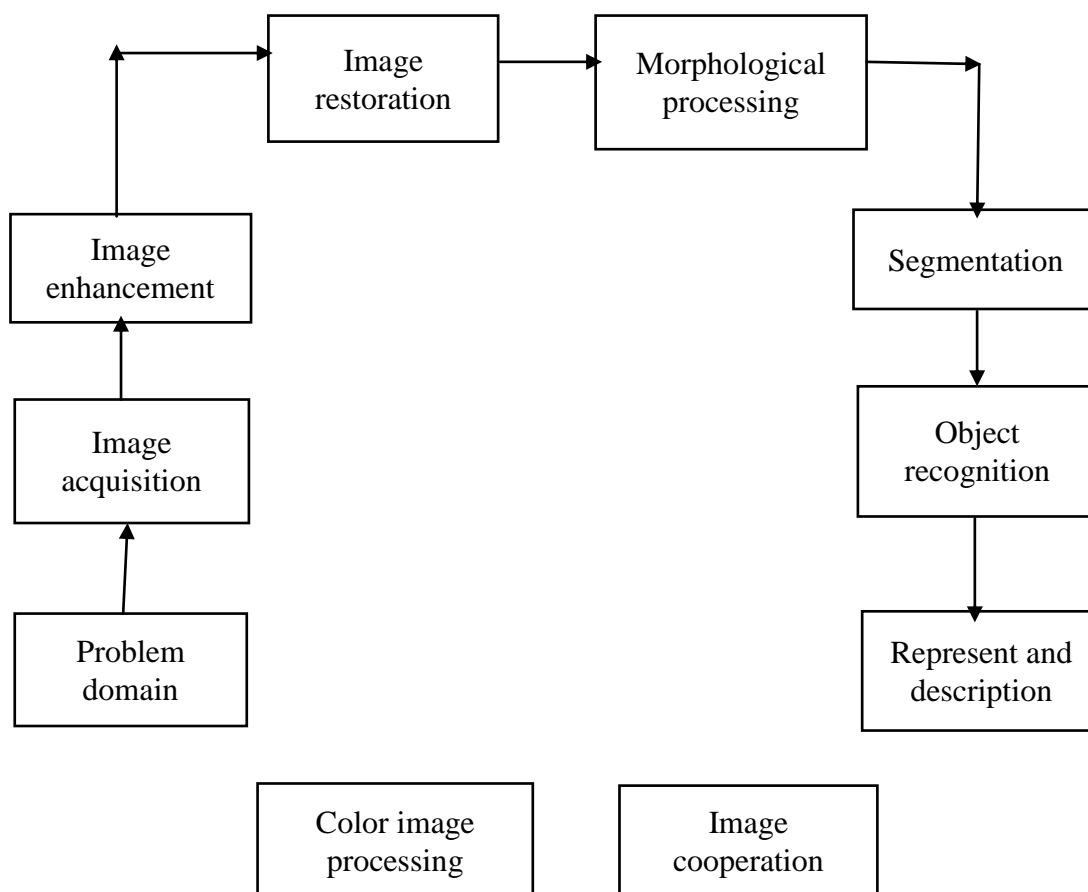 Image
restoration
Morphological
processing
Image
enhancement
Segmentation
Image
acquisition
Object
recognition
Problem
domain
Represent and
description
Color image
processing
Image
cooperation